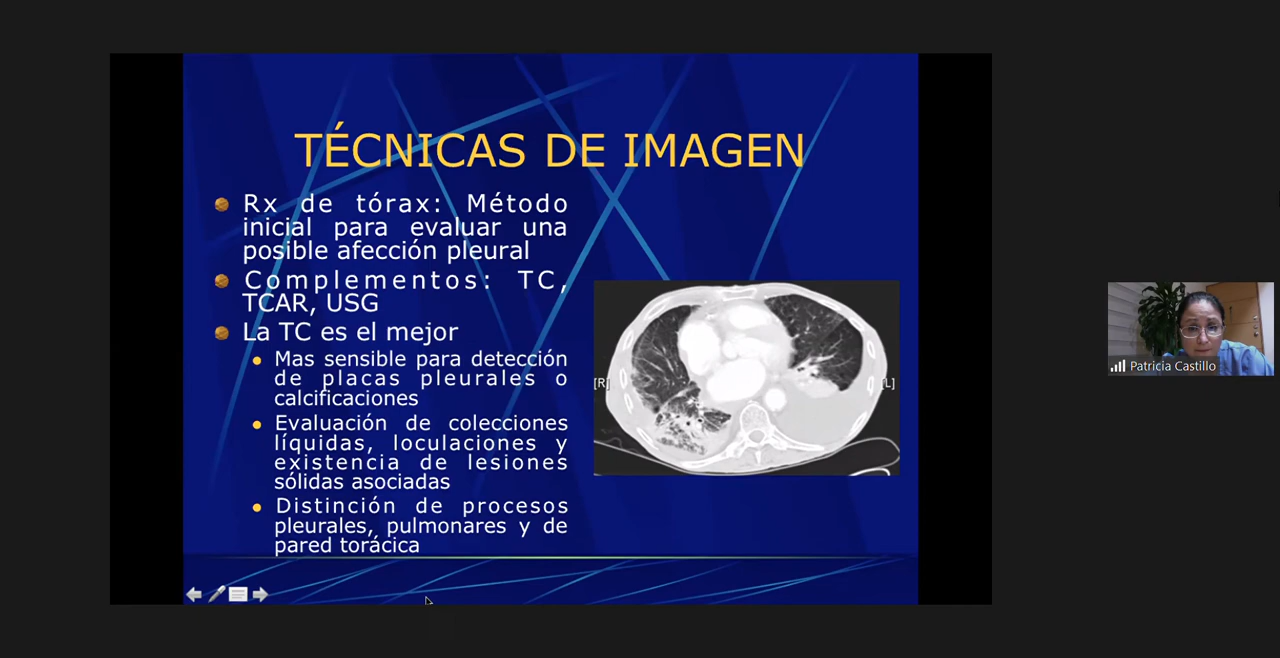 TÉCNICAS DE IMAGEN
Rx de tórax: Método
inicial para evaluar una
posible afección pleural
Complementos: TC,
TCAR, USG
La TC es el mejor
Mas sensible para detección
de placas pleurales o
calcificaciones
Evaluación de colecciones
líquidas, loculaciones y
existencia de lesiones
sólidas asociadas
Distinción de procesos
pleurales, pulmonares y de
pared torácica
[R]
[L]
Patricia Castillo